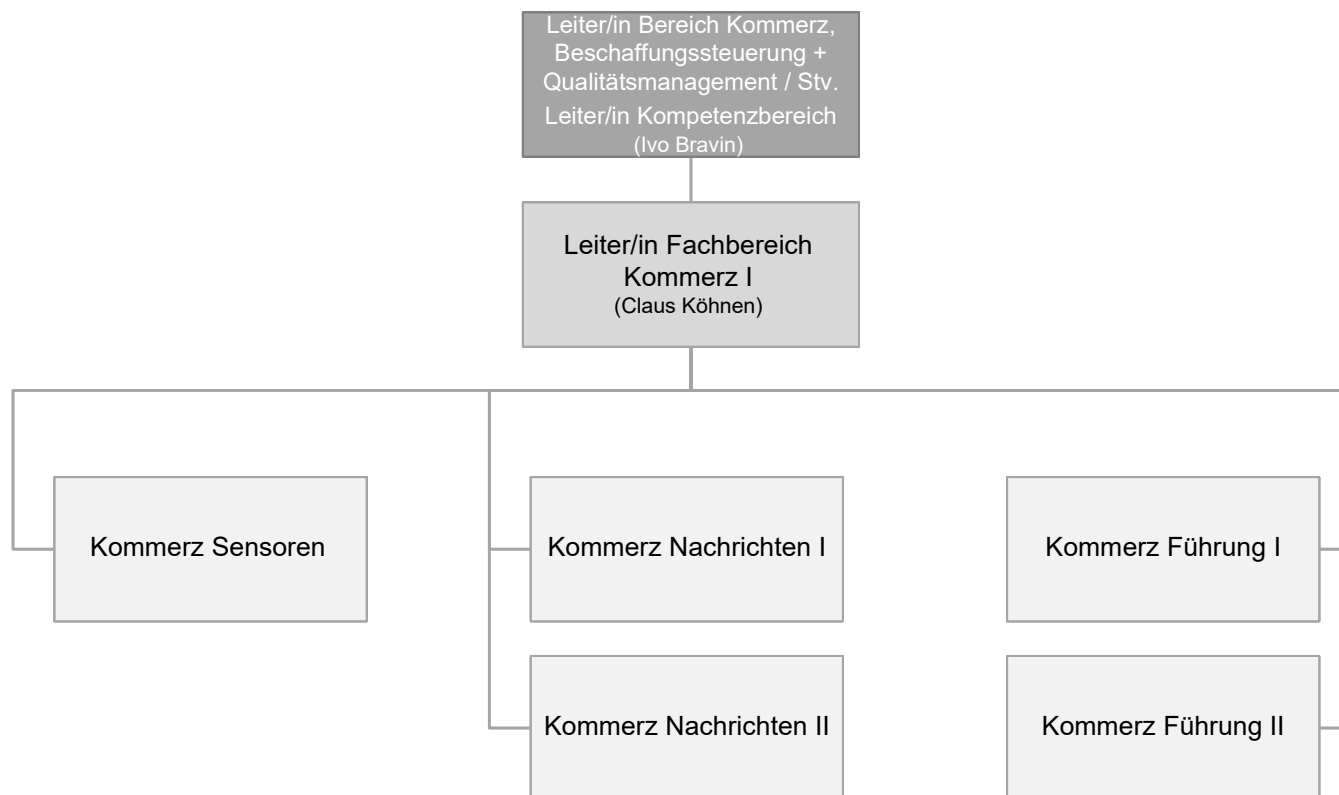 Leiter/in Bereich Kommerz,
Beschaffungssteuerung +
Qualitätsmanagement / Stv.
Leiter/in Kompetenzbereich
(Ivo Bravin)
Leiter/in Fachbereich
Kommerz I
(Claus Köhnen)
Kommerz Sensoren
Kommerz Nachrichten I
Kommerz Führung I
Kommerz Nachrichten II
Kommerz Führung II